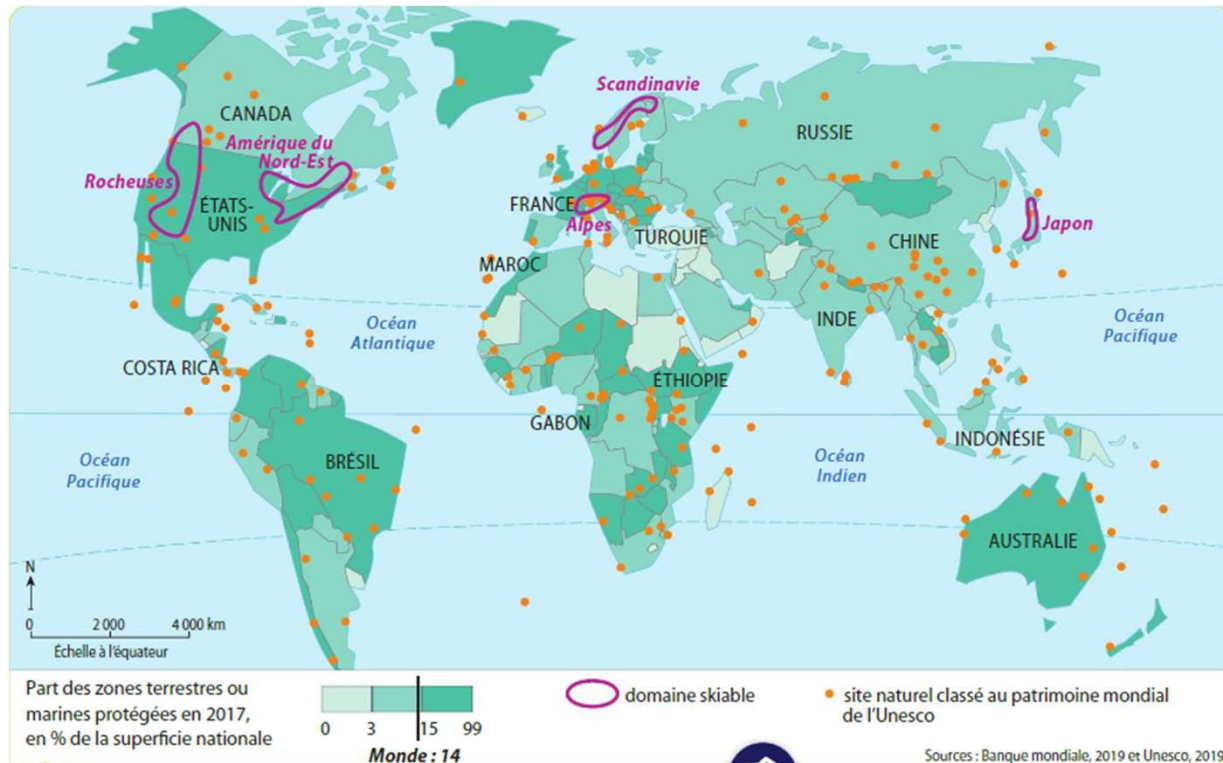 Scandinavie
CANADA
RUSSIE
Amérique du
Nord-Est
Rocheuses
ÉTATS-
UNIS
FRANCE
Alpes
TURQUIE
CHINE
Japon
MAROC
Océan
Atlantique
INDE
Océan
Pacifique
COSTA RICA
ÉTHIOPIE
GABON
INDONÉSIE
Océan
Pacifique
BRÉSIL
Océan
Indien
AUSTRALIE
N
0 2 000 4 000 km
Échelle à l'équateur
Part des zones terrestres ou
marines protégées en 2017,
en % de la superficie nationale
0 3 15 99
Monde : 14
domaine skiable
site naturel classé au patrimoine mondial
de l'Unesco
Sources : Banque mondiale, 2019 et Unesco, 2019